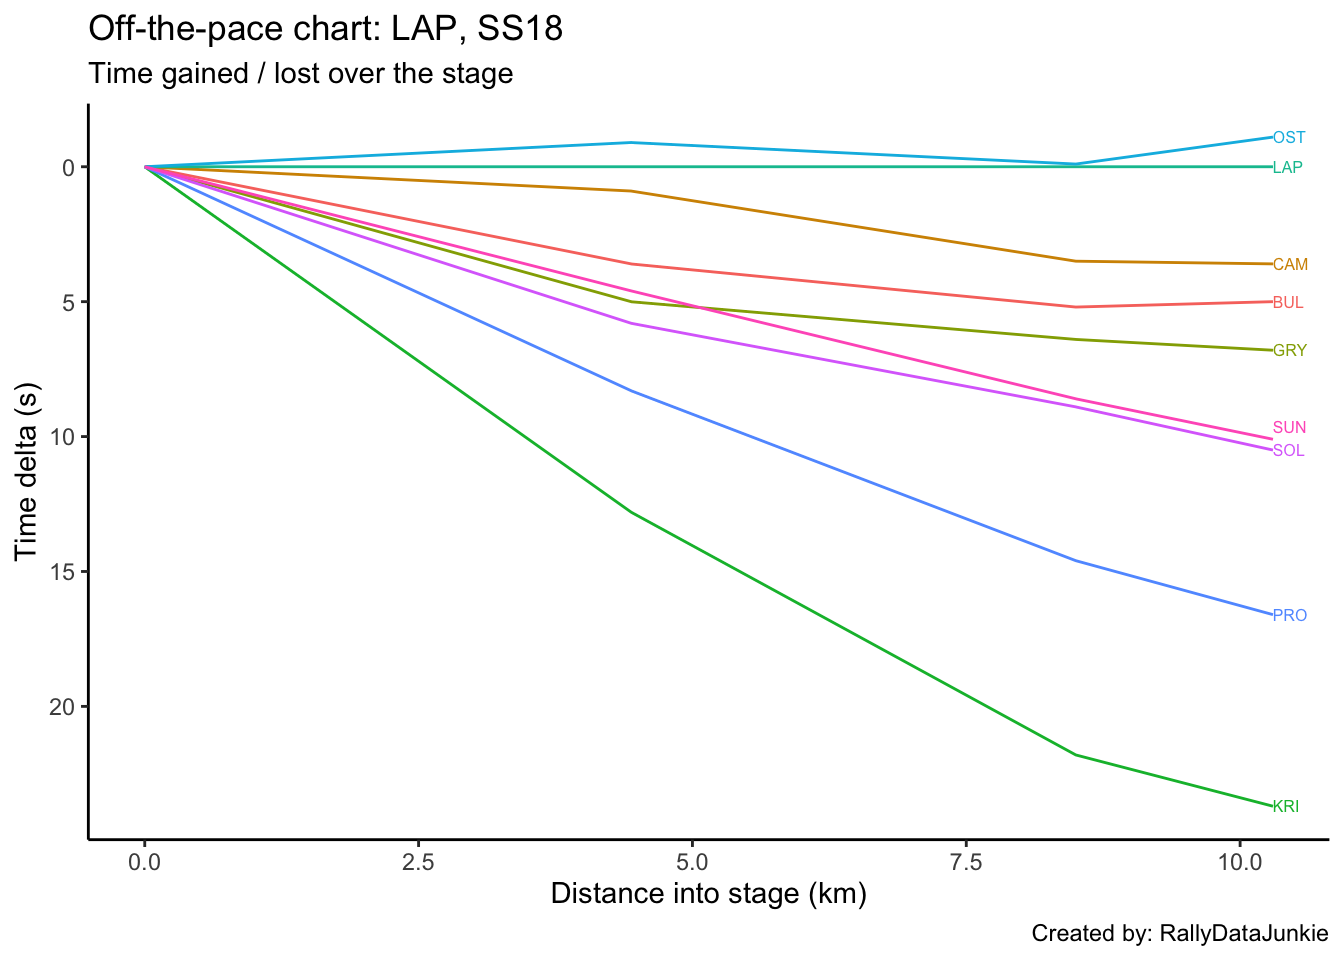 Off-the-pace chart: LAP, SS18
Time gained / lost over the stage
OST
0
LAP
CAM
5
BUL
GRY
Time delta (s)
SUN
10
SOL
15
PRO
20
KRI
0.0 2.5 5.0 7.5 10.0
Distance into stage (km)
Created by: RallyDataJunkie